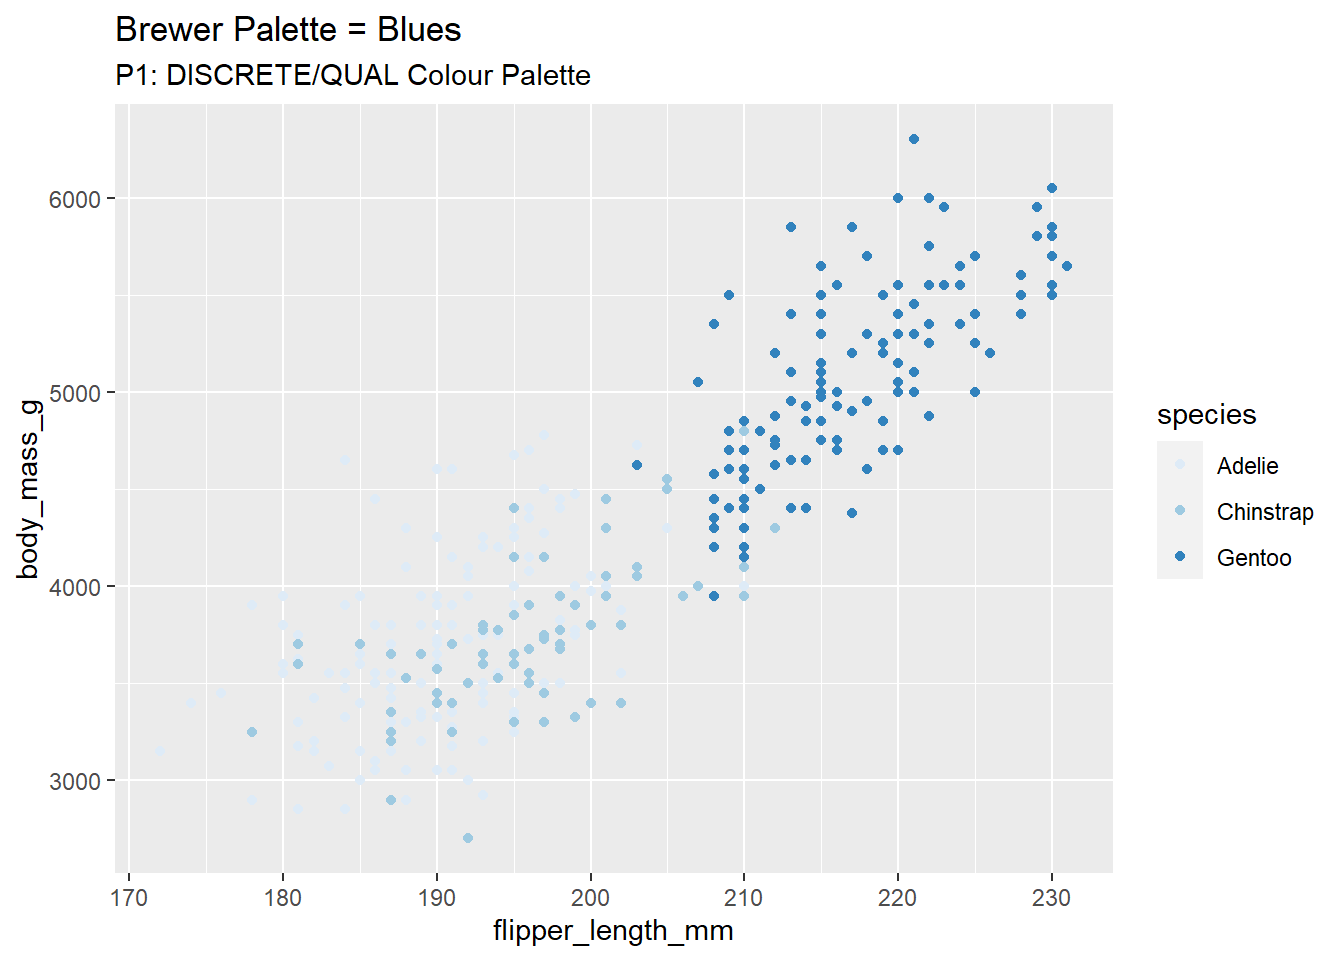 Brewer Palette = Blues
P1: DISCRETE/QUAL Colour Palette
6000
5000
4000
3000
body_mass_g
170 180 190 200 210 220 230
flipper_length_mm
species
Adelie
Chinstrap
Gentoo